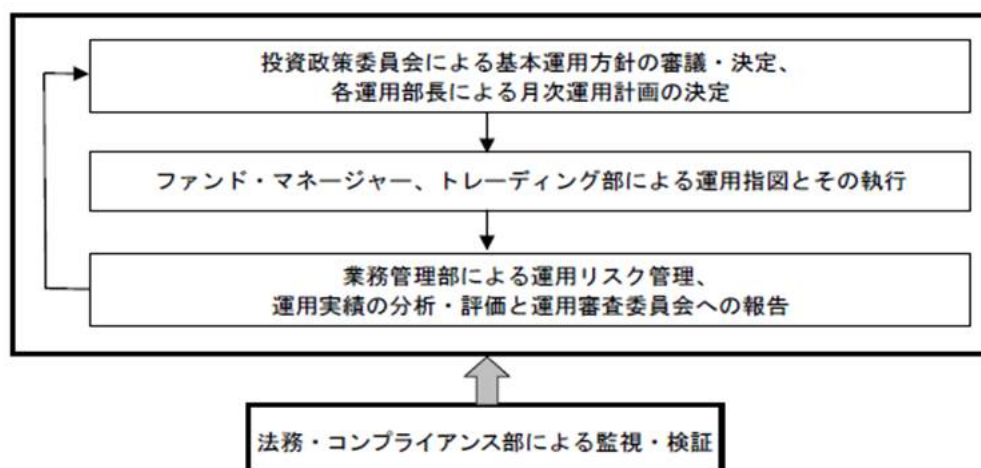 投資政策委員会による基本運用方針の審議・決定、
各運用部長による月次運用計画の決定
ファンド・マネージャー、トレーディング部による運用指図とその執行
業務管理部による運用リスク管理、
運用実績の分析・評価と運用審査委員会への報告
法務・コンプライアンス部による監視・検証